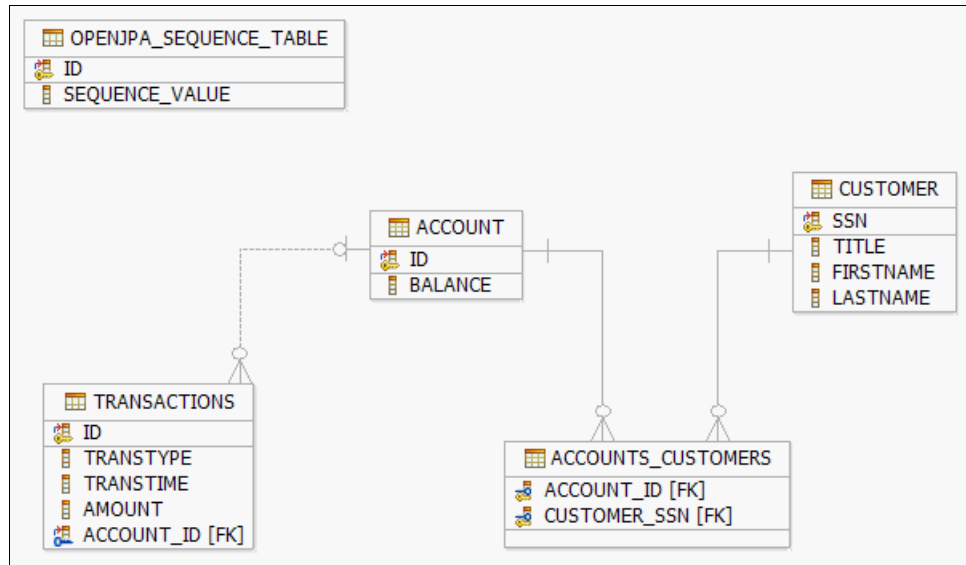 OPENJPA_SEQUENCE_TABLE
ID
SEQUENCE_VALUE
CUSTOMER
SSN
TITLE
FIRSTNAME
LASTNAME
ACCOUNT
ID
BALANCE
TRANSACTIONS
ID
TRANSTYPE
TRANSTIME
AMOUNT
ACCOUNT_ID [FK]
ACCOUNTS_CUSTOMERS
ACCOUNT_ID [FK]
CUSTOMER_SSN [FK]